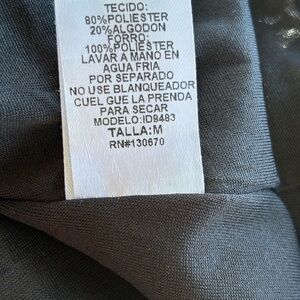 TECIDO:
80%POLIESTER
20%ALGODON
FORRO:
100%POLIESTER
LAVAR A MANO EN
AGUA FRIA
POR SEPARADO
NO USE BLANQUEADOR
CUEL GUE LA PRENDA
PARA SECAR
MODELO:ID9483
TALLA:M
RN#130670